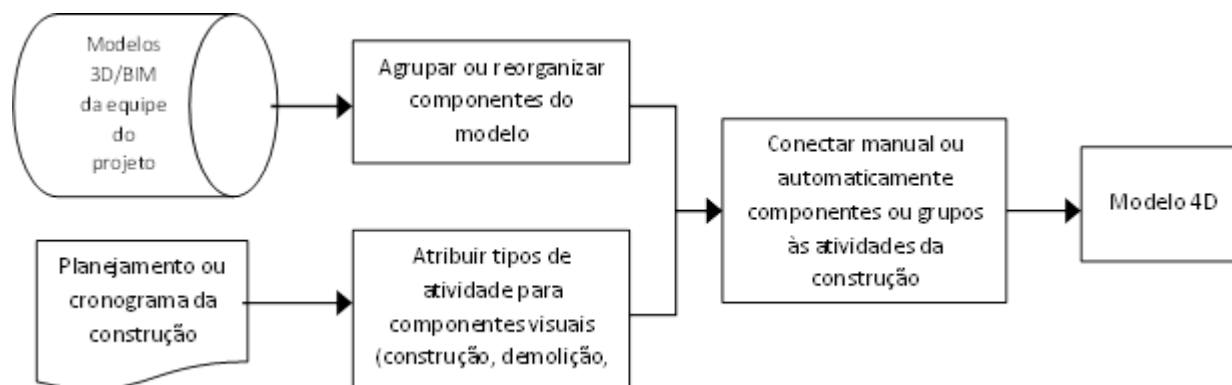 Modelos
3D/BIM
da equipe
do
projeto
Agrupar ou reorganizar
componentes do
modelo
Planejamento ou
cronograma da
construção
Atribuir tipos de
atividade para
componentes visuais
(construção, demolição,
Conectar manual ou
automaticamente
componentes ou grupos
às atividades da
construção
Modelo 4D